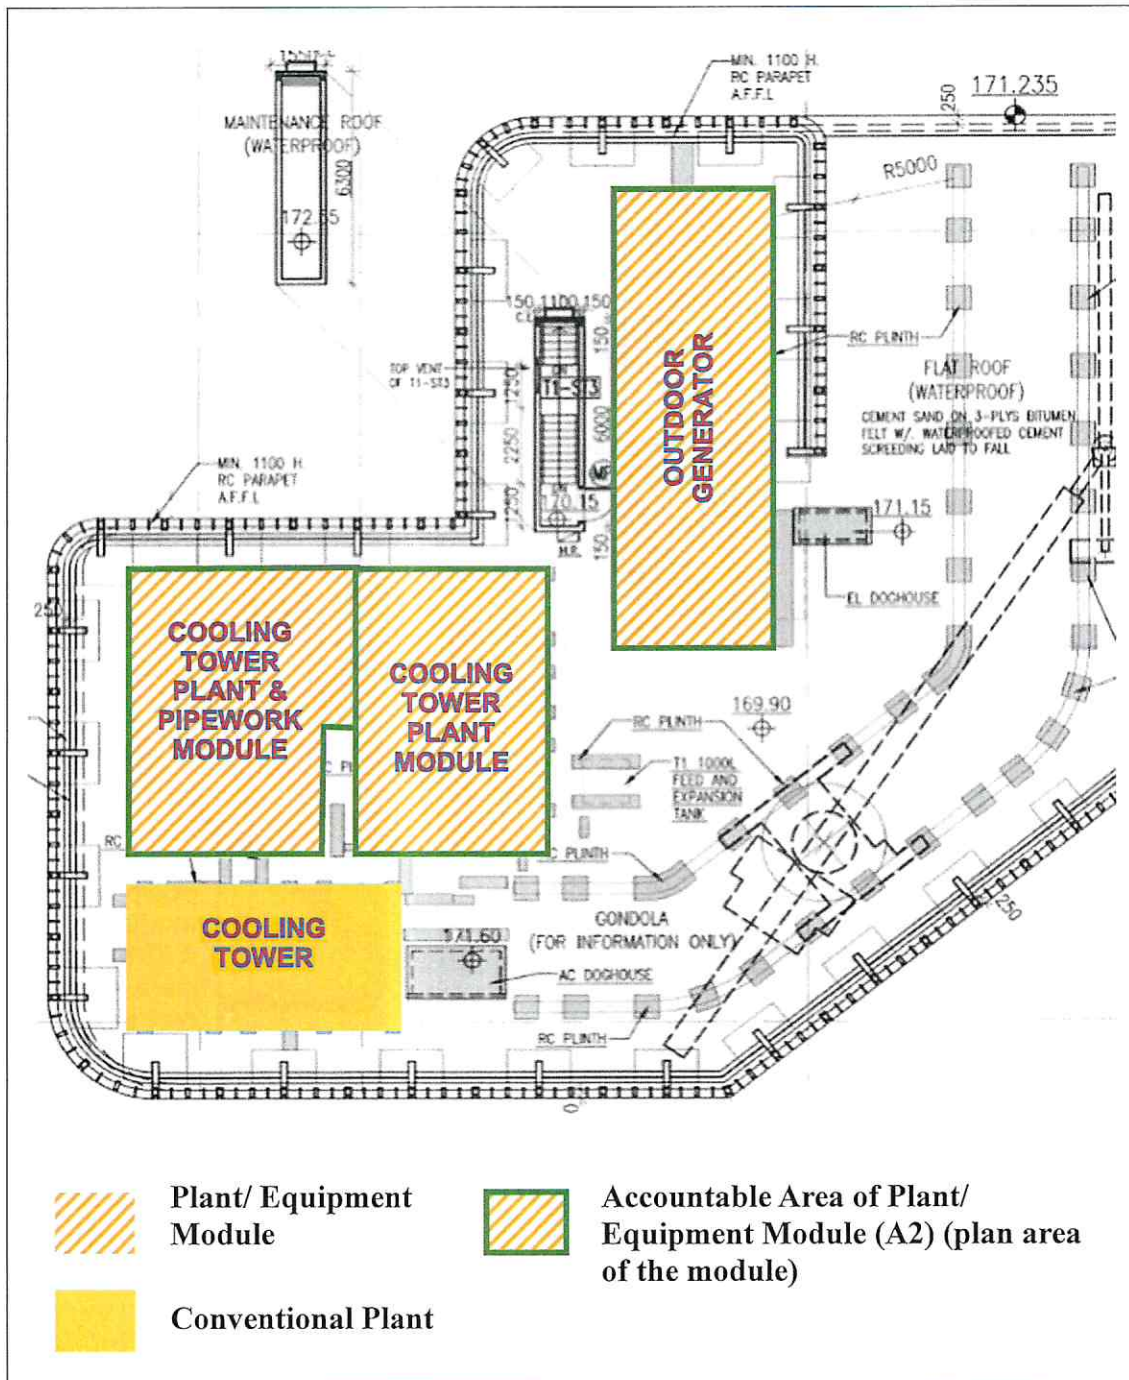 1550
MAINTENANCE ROOF
(WATERPROOF)
6300
172.55
MIN. 1100 H.
RC PARAPET
A.F.F.L
250
171.235
R5000
150
1100
150
TOP VENT
OF T1-ST3
DN
T1-ST3
1250
2250
1250
150
6000
150
170.15
DN
H.R.
OUTDOOR
GENERATOR
RC PLINTH
FLAT ROOF
(WATERPROOF)
CEMENT SAND ON 3-PLYS BITUMEN
FELT W/. WATERPROOFED CEMENT
SCREEDING LAID TO FALL
171.15
EL DOGHOUSE
MIN. 1100 H
RC PARAPET
A.F.F.L
250
COOLING
TOWER
PLANT &
PIPEWORK
MODULE
COOLING
TOWER
PLANT
MODULE
RC PLINTH
169.90
T1 1000L
FEED AND
EXPANSION
TANK
RC
C PLINTH
COOLING
TOWER
171.60
GONDOLA
(FOR INFORMATION ONLY)
AC DOGHOUSE
RC PLINTH
250
Plant/ Equipment
Module
Accountable Area of Plant/
Equipment Module (A2) (plan area
of the module)
Conventional Plant